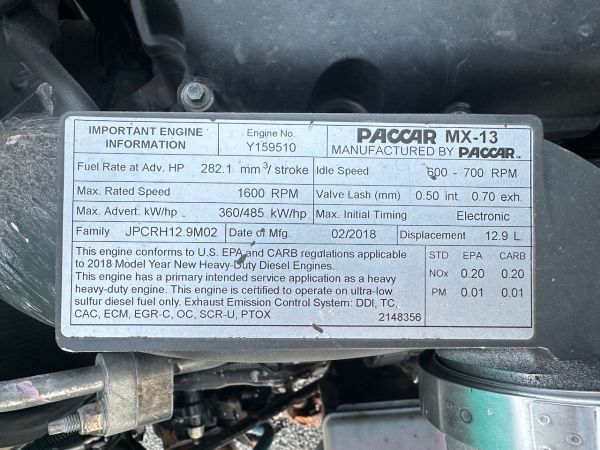 IMPORTANT ENGINE INFORMATION
Engine No. Y159510
PACCAR MX-13
MANUFACTURED BY PACCAR INC
Fuel Rate at Adv. HP 282.1 mm³/stroke
Idle Speed 600 - 700 RPM
Max. Rated Speed 1600 RPM
Valve Lash (mm) 0.50 int. 0.70 exh.
Max. Advert. kW/hp 360/485 kW/hp
Max. Initial Timing Electronic
Family JPCRH12.9M02
Date of Mfg. 02/2018
Displacement 12.9 L.
This engine conforms to U.S. EPA and CARB regulations applicable
to 2018 Model Year New Heavy-Duty Diesel Engines.
This engine has a primary intended service application as a heavy
heavy-duty engine. This engine is certified to operate on ultra-low
sulfur diesel fuel only. Exhaust Emission Control System: DDI, TC,
CAC, ECM, EGR-C, OC, SCR-U, PTOX
2148356
STD EPA CARB
NOx 0.20 0.20
PM 0.01 0.01